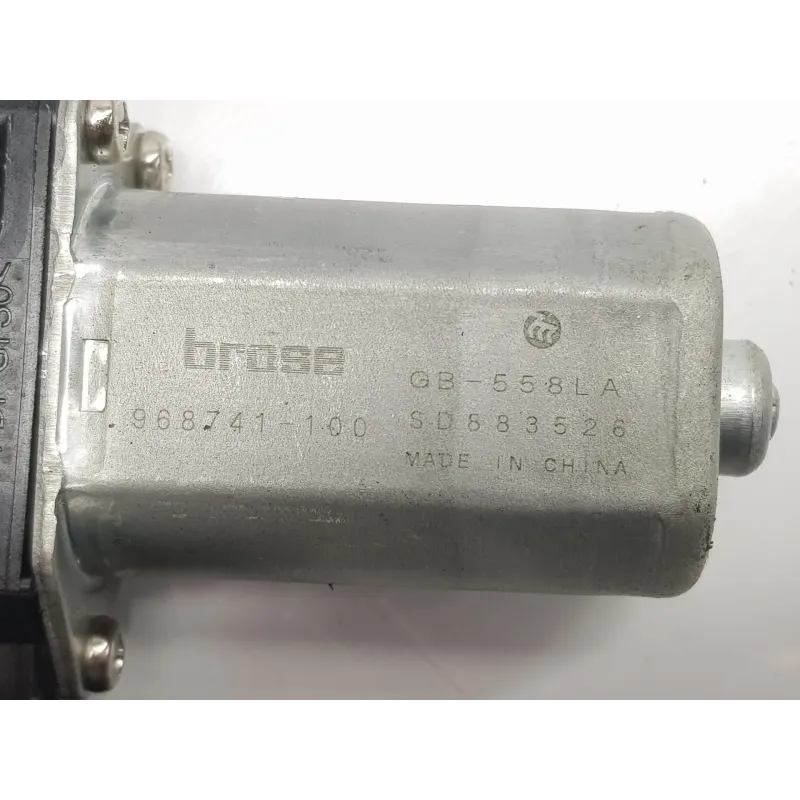 brose
968741-100
GB-558LA
SD883526
MADE IN CHINA